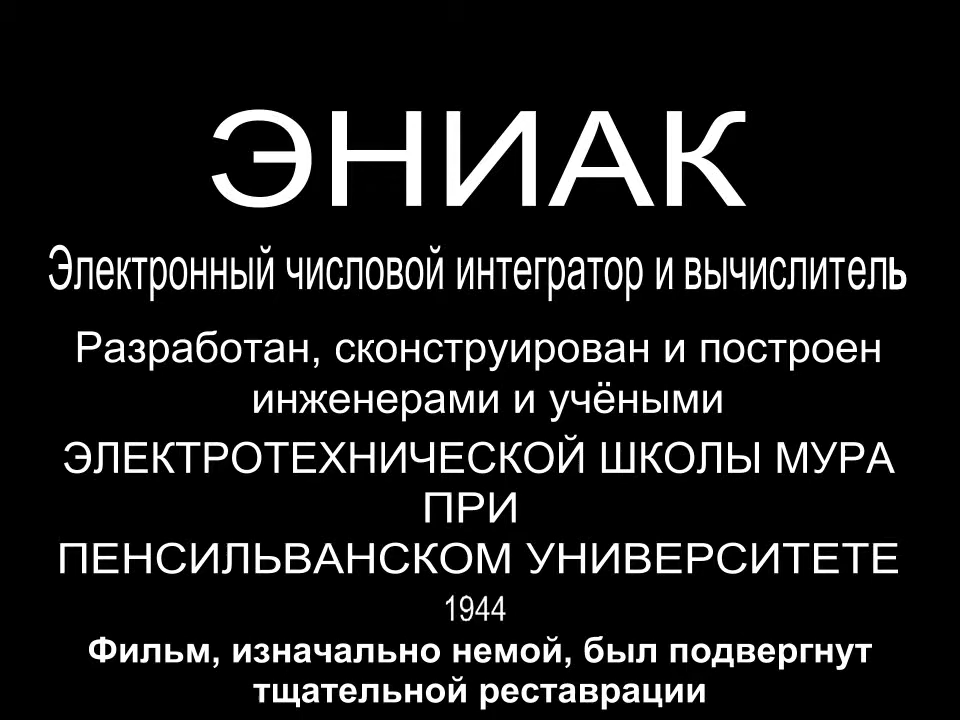 ЭНИАК
Электронный числовой интегратор и вычислитель
Разработан, сконструирован и построен
инженерами и учёными
ЭЛЕКТРОТЕХНИЧЕСКОЙ ШКОЛЫ МУРА
ПРИ
ПЕНСИЛЬВАНСКОМ УНИВЕРСИТЕТЕ
1944
Фильм, изначально немой, был подвергнут
тщательной реставрации